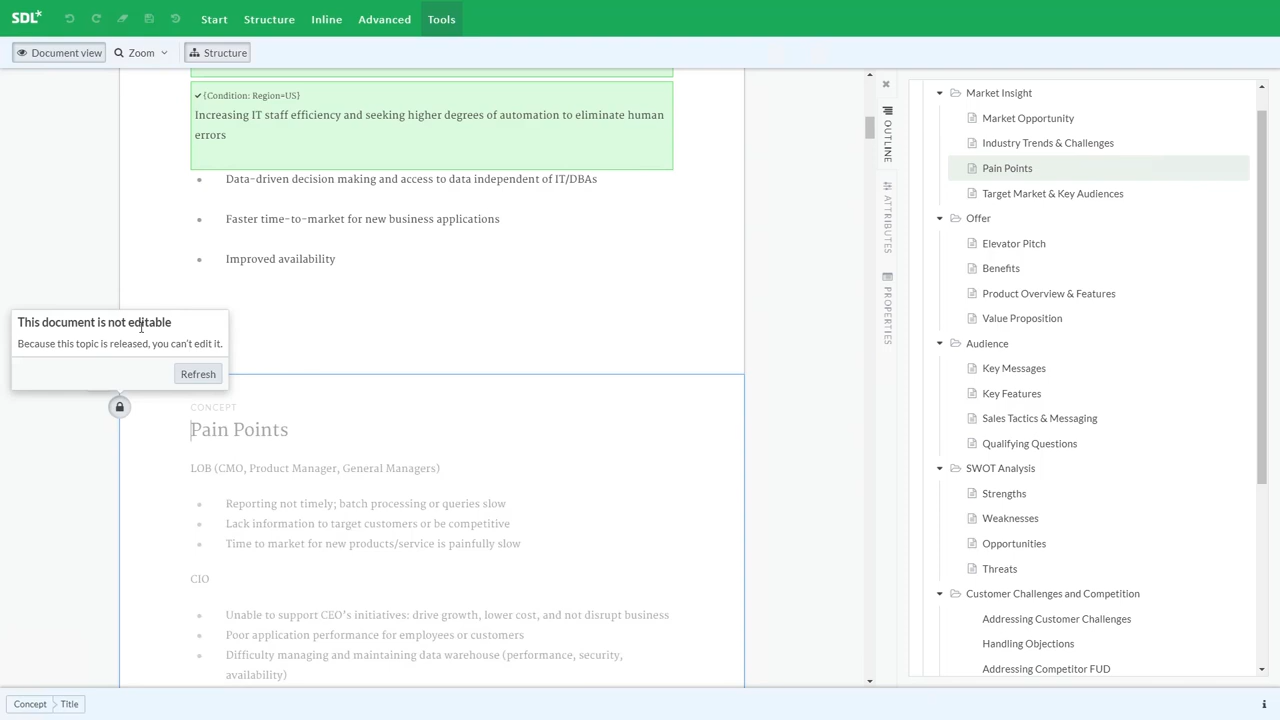 SDL*
Start Structure Inline Advanced Tools
Document view Zoom Structure
{Condition: Region=US}
Increasing IT staff efficiency and seeking higher degrees of automation to eliminate human
errors
• Data-driven decision making and access to data independent of IT/DBAs
• Faster time-to-market for new business applications
• Improved availability
This document is not editable
Because this topic is released, you can't edit it.
Refresh
CONCEPT
Pain Points
LOB (CMO, Product Manager, General Managers)
• Reporting not timely; batch processing or queries slow
• Lack information to target customers or be competitive
• Time to market for new products/service is painfully slow
CIO
• Unable to support CEO's initiatives: drive growth, lower cost, and not disrupt business
• Poor application performance for employees or customers
• Difficulty managing and maintaining data warehouse (performance, security,
availability)
OUTLINE
ATTRIBUTES
PROPERTIES
Market Insight
Market Opportunity
Industry Trends & Challenges
Pain Points
Target Market & Key Audiences
Offer
Elevator Pitch
Benefits
Product Overview & Features
Value Proposition
Audience
Key Messages
Key Features
Sales Tactics & Messaging
Qualifying Questions
SWOT Analysis
Strengths
Weaknesses
Opportunities
Threats
Customer Challenges and Competition
Addressing Customer Challenges
Handling Objections
Addressing Competitor FUD
Concept Title